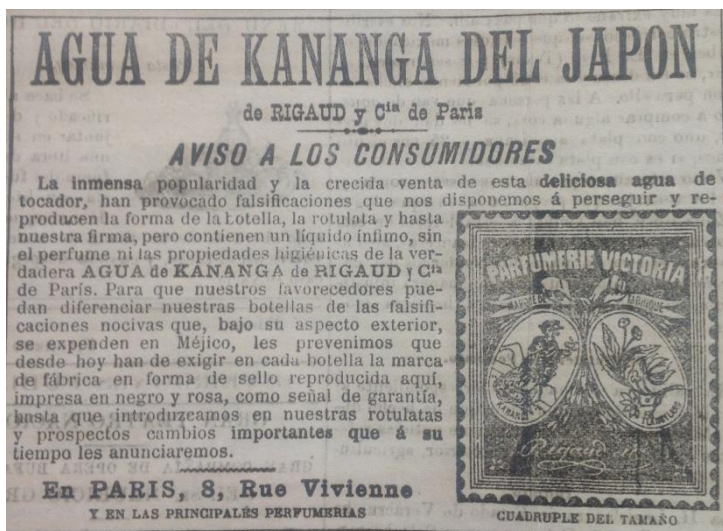 AGUA DE KANANGA DEL JAPON
de RIGAUD y Cia de Paris
AVISO A LOS CONSUMIDORES
La inmensa popularidad y la crecida venta de esta deliciosa agua de
tocador, han provocado falsificaciones que nos disponemos á perseguir y re-
producen la forma de la botella, la rotulata y hasta
nuestra firma, pero contienen un líquido ínfimo, sin
el perfume ni las propiedades higiénicas de la ver-
dadera AGUA de KANANGA de RIGAUD y Cia
de París. Para que nuestros favorecedores pue-
dan diferenciar nuestras botellas de las falsifi-
caciones nocivas que, bajo su aspecto exterior,
se expenden en Méjico, les prevenimos que
desde hoy han de exigir en cada botella la marca
de fábrica en forma de sello reproducida aquí,
impresa en negro y rosa, como señal de garantía,
hasta que introduzcamos en nuestras rotulatas
y prospectos cambios importantes que á su
tiempo les anunciaremos.
En PARIS, 8, Rue Vivienne
Y EN LAS PRINCIPALES PERFUMERIAS
PARFUMERIE VICTORIA
MARQUE DE FABRIQUE
KANANGA
Rigaud
CUADRUPLE DEL TAMAÑO